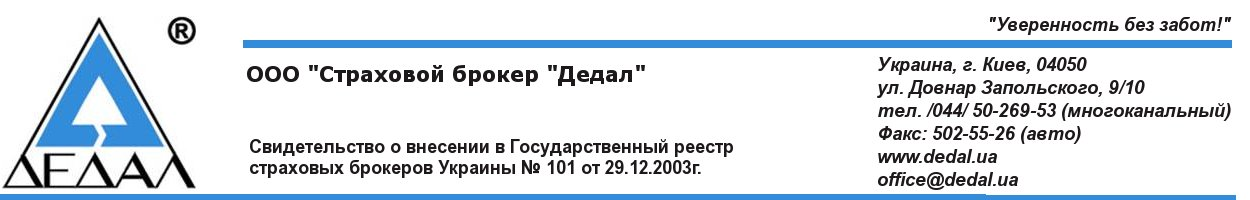 ®
ДЕДАЛ
"Уверенность без забот!"
ООО "Страховой брокер "Дедал"
Свидетельство о внесении в Государственный реестр
страховых брокеров Украины № 101 от 29.12.2003г.
Украина, г. Киев, 04050
ул. Довнар Запольского, 9/10
тел. /044/ 50-269-53 (многоканальный)
Факс: 502-55-26 (авто)
www.dedal.ua
office@dedal.ua